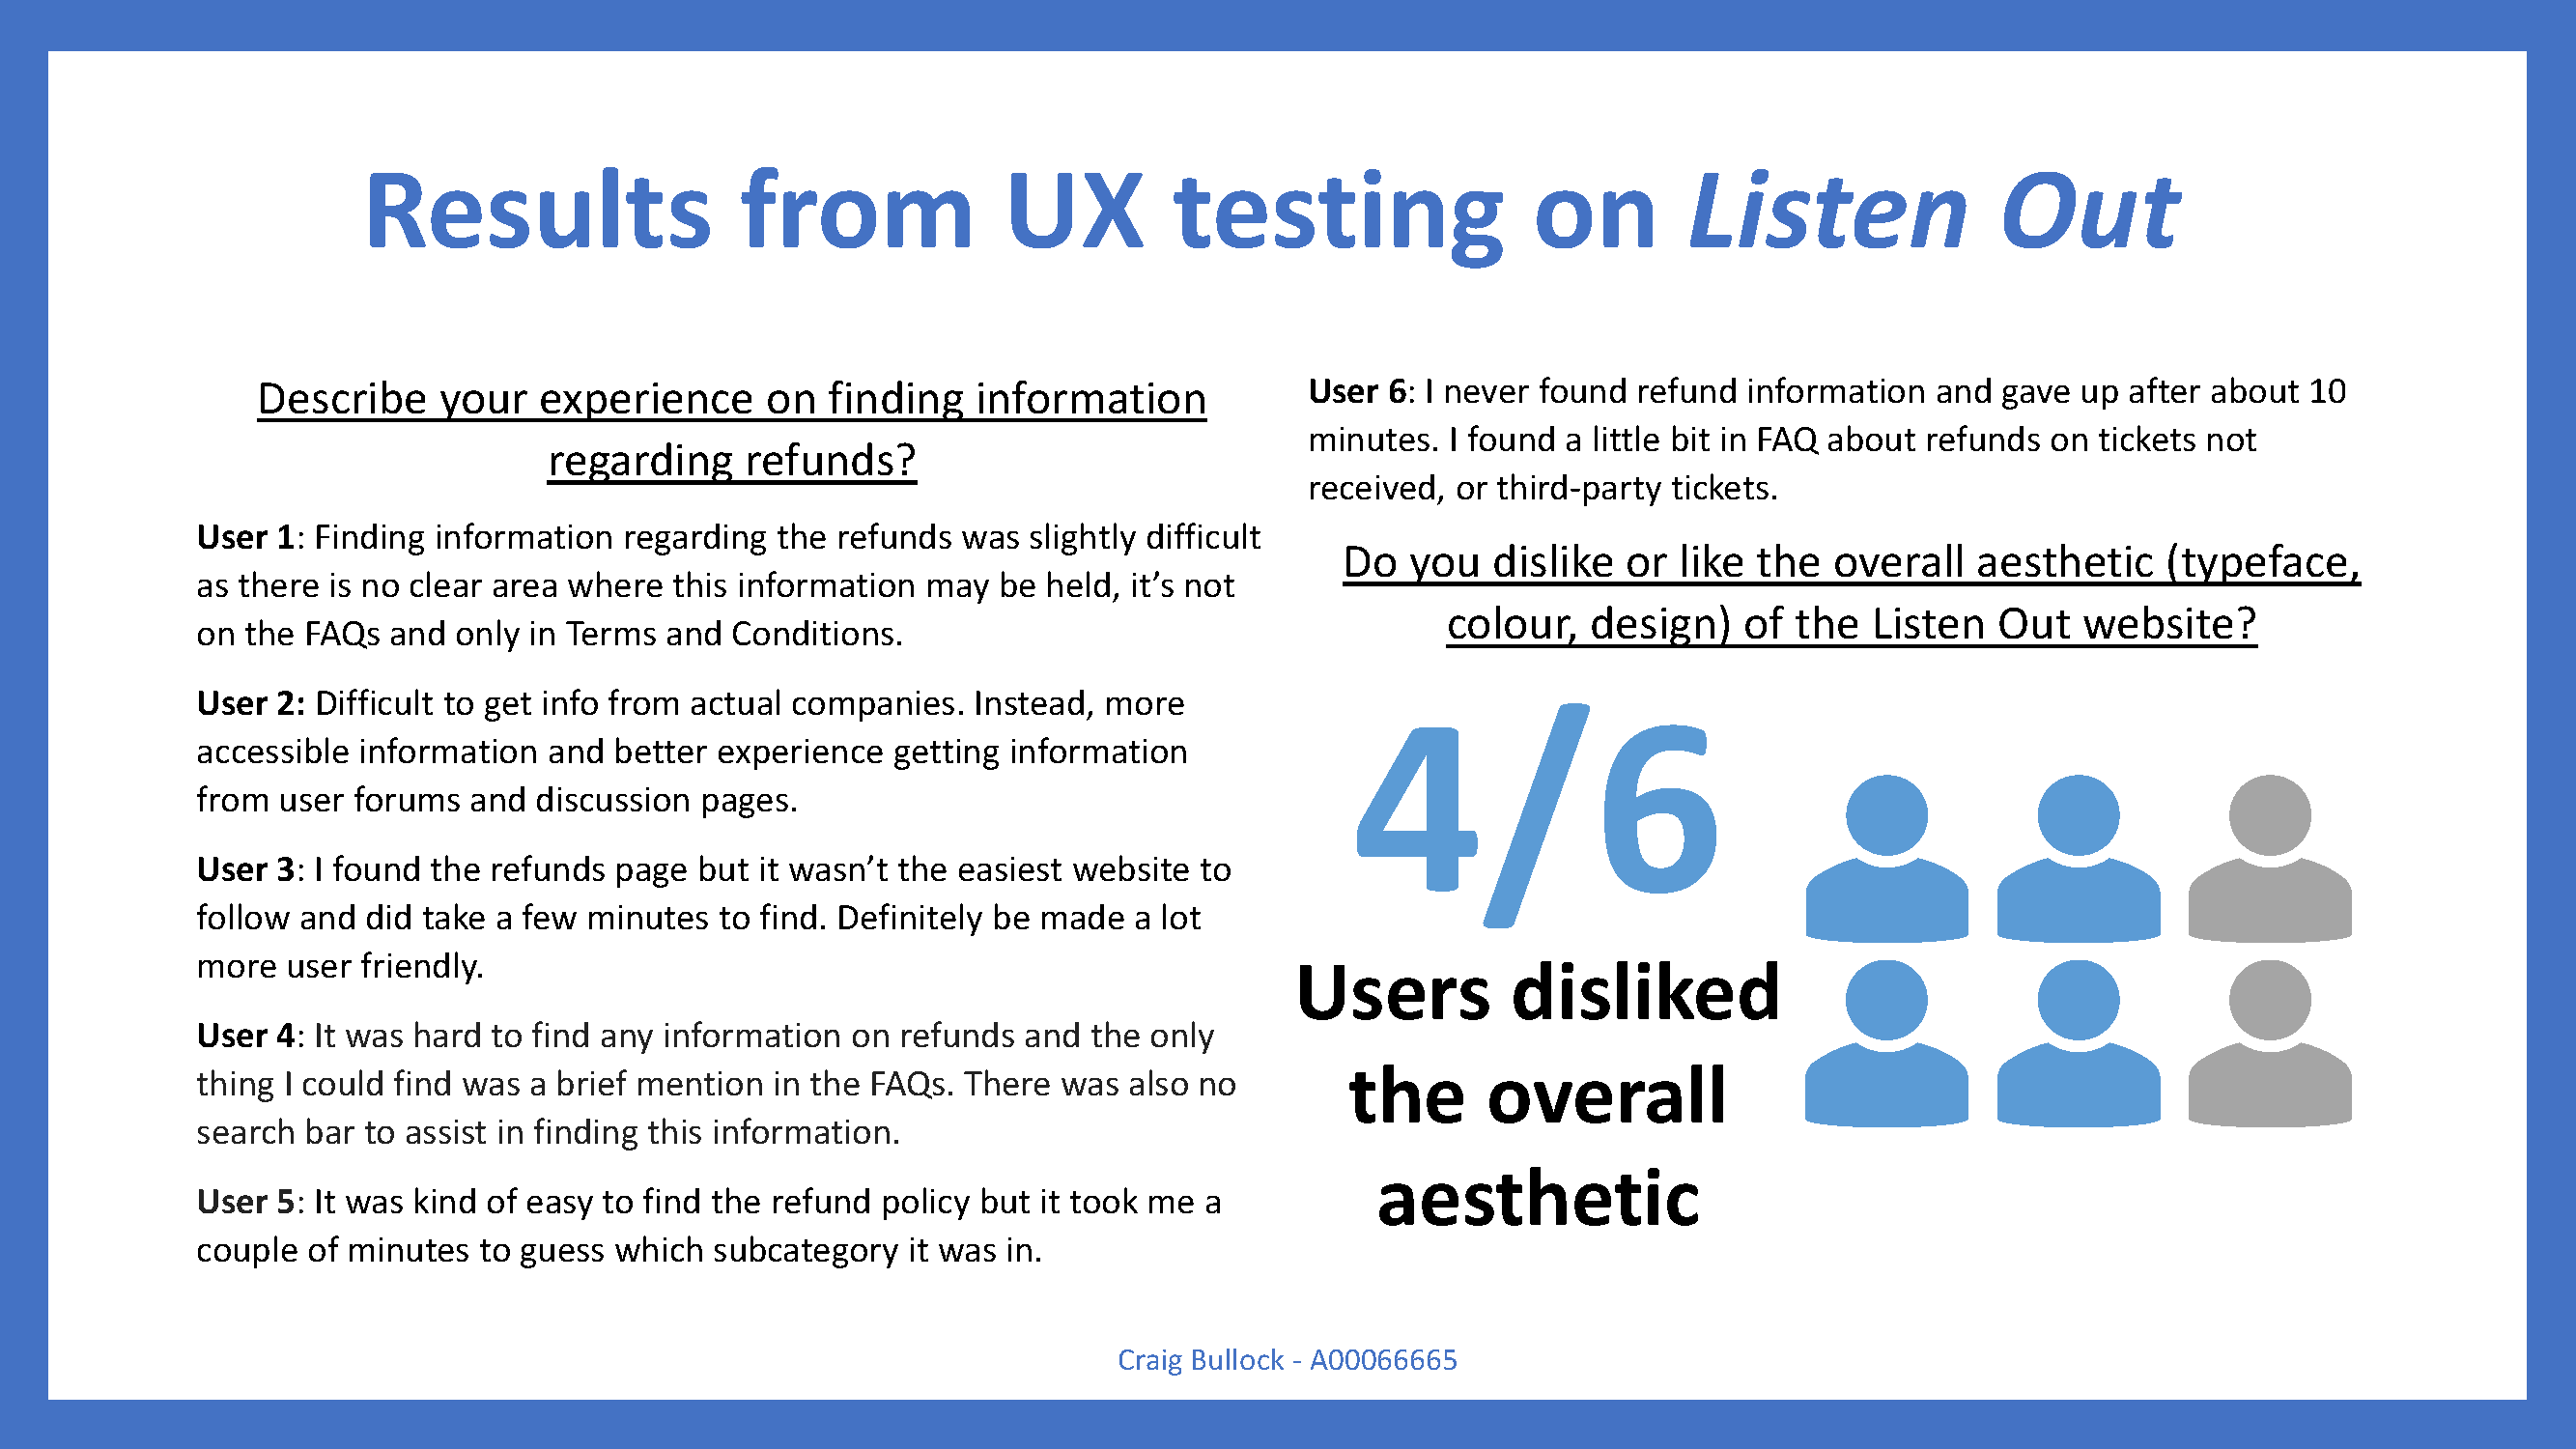 Results from UX testing on Listen Out
Describe your experience on finding information
regarding refunds?
User 1: Finding information regarding the refunds was slightly difficult
as there is no clear area where this information may be held, it’s not
on the FAQs and only in Terms and Conditions.
User 2: Difficult to get info from actual companies. Instead, more
accessible information and better experience getting information
from user forums and discussion pages.
User 3: I found the refunds page but it wasn’t the easiest website to
follow and did take a few minutes to find. Definitely be made a lot
more user friendly.
User 4: It was hard to find any information on refunds and the only
thing I could find was a brief mention in the FAQs. There was also no
search bar to assist in finding this information.
User 5: It was kind of easy to find the refund policy but it took me a
couple of minutes to guess which subcategory it was in.
User 6: I never found refund information and gave up after about 10
minutes. I found a little bit in FAQ about refunds on tickets not
received, or third-party tickets.
Do you dislike or like the overall aesthetic (typeface,
colour, design) of the Listen Out website?
4/6
Users disliked
the overall
aesthetic
Craig Bullock - A00066665